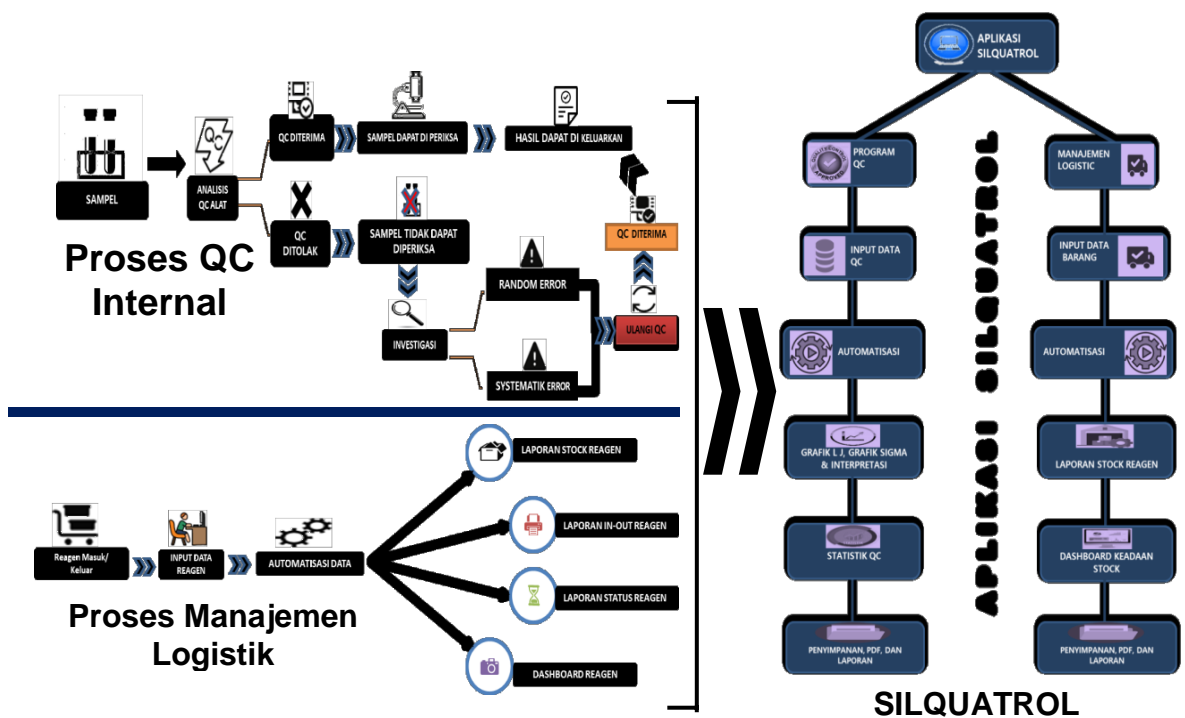 QC DITERIMA
SAMPEL DAPAT DI PERIKSA
HASIL DAPAT DI KELUARKAN
QC
SAMPEL
ANALISIS
QC ALAT
QC
DITOLAK
SAMPEL TIDAK DAPAT
DIPERIKSA
QC DITERIMA
Proses QC
Internal
RANDOM ERROR
INVESTIGASI
ULANGI QC
SYSTEMATIK ERROR
LAPORAN STOCK REAGEN
LAPORAN IN-OUT REAGEN
Reagen Masuk/
Keluar
INPUT DATA
REAGEN
AUTOMATISASI DATA
LAPORAN STATUS REAGEN
Proses Manajemen
Logistik
DASHBOARD REAGEN
APLIKASI
SILQUATROL
PROGRAM
QC
INPUT DATA
QC
AUTOMATISASI
GRAFIK L J, GRAFIK SIGMA
& INTERPRETASI
STATISTIK QC
PENYIMPANAN, PDF, DAN
LAPORAN
APLIKASI SILQUATROL
MANAJEMEN
LOGISTIC
INPUT DATA
BARANG
AUTOMATISASI
LAPORAN STOCK REAGEN
DASHBOARD KEADAAN
STOCK
PENYIMPANAN, PDF, DAN
LAPORAN
SILQUATROL